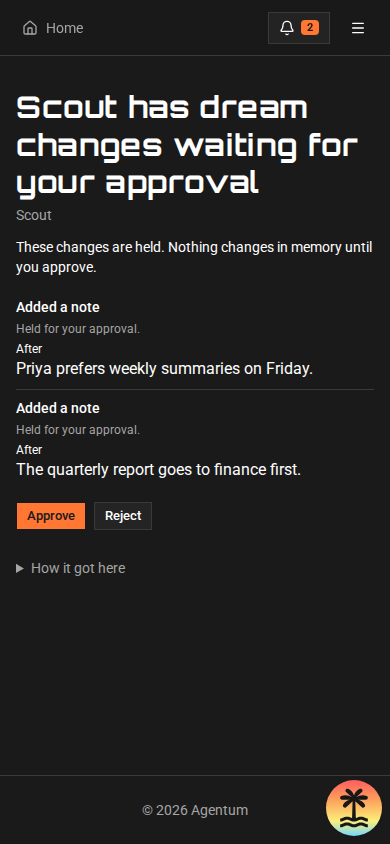 Home
2
Scout has dream
changes waiting for
your approval
Scout
These changes are held. Nothing changes in memory until
you approve.
Added a note
Held for your approval.
After
Priya prefers weekly summaries on Friday.
Added a note
Held for your approval.
After
The quarterly report goes to finance first.
Approve Reject
How it got here
© 2026 Agentum